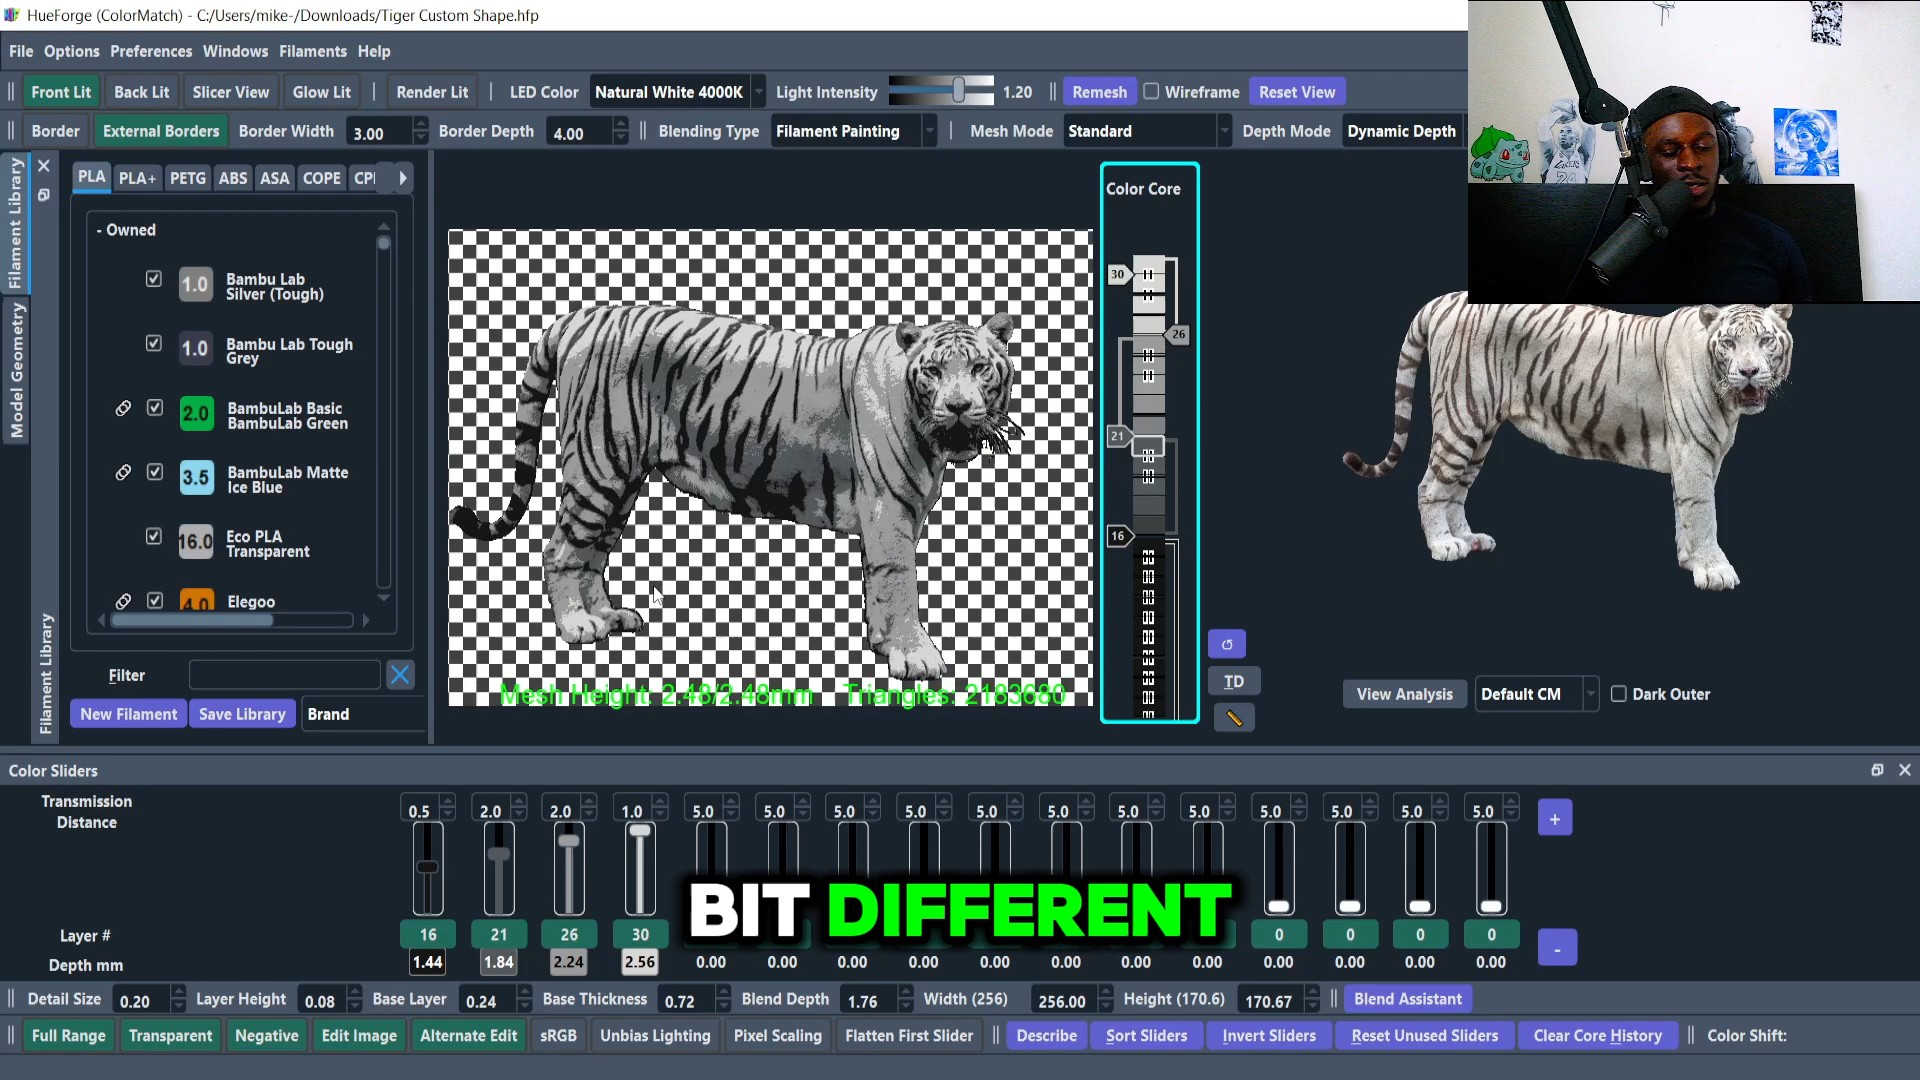 HueForge (ColorMatch) - C:/Users/mike-/Downloads/Tiger Custom Shape.hfp
File Options Preferences Windows Filaments Help
Front Lit Back Lit Slicer View Glow Lit Render Lit LED Color Natural White 4000K Light Intensity 1.20 Remesh Wireframe Reset View
Border External Borders Border Width 3.00 Border Depth 4.00 Blending Type Filament Painting Mesh Mode Standard Depth Mode Dynamic Depth
Filament Library
Model Geometry
Filament Library
PLA PLA+ PETG ABS ASA COPE
- Owned
1.0 Bambu Lab
Silver (Tough)
1.0 Bambu Lab Tough
Grey
2.0 BambuLab Basic
BambuLab Green
3.5 BambuLab Matte
Ice Blue
16.0 Eco PLA
Transparent
4.0 Elegoo
Filter
New Filament Save Library Brand
Mesh Height: 2.48/2.48mm Triangles: 2183680
Color Core
30
26
21
16
TD
24
View Analysis Default CM Dark Outer
Color Sliders
Transmission
Distance
0.5 2.0 2.0 1.0 5.0 5.0 5.0 5.0 5.0 5.0 5.0 5.0 5.0 5.0 5.0 5.0
+
BIT DIFFERENT
Layer # 16 21 26 30 0 0 0 0
-
Depth mm 1.44 1.84 2.24 2.56 0.00 0.00 0.00 0.00 0.00 0.00 0.00 0.00 0.00 0.00 0.00 0.00
Detail Size 0.20 Layer Height 0.08 Base Layer 0.24 Base Thickness 0.72 Blend Depth 1.76 Width (256) 256.00 Height (170.6) 170.67 Blend Assistant
Full Range Transparent Negative Edit Image Alternate Edit sRGB Unbias Lighting Pixel Scaling Flatten First Slider Describe Sort Sliders Invert Sliders Reset Unused Sliders Clear Core History Color Shift: